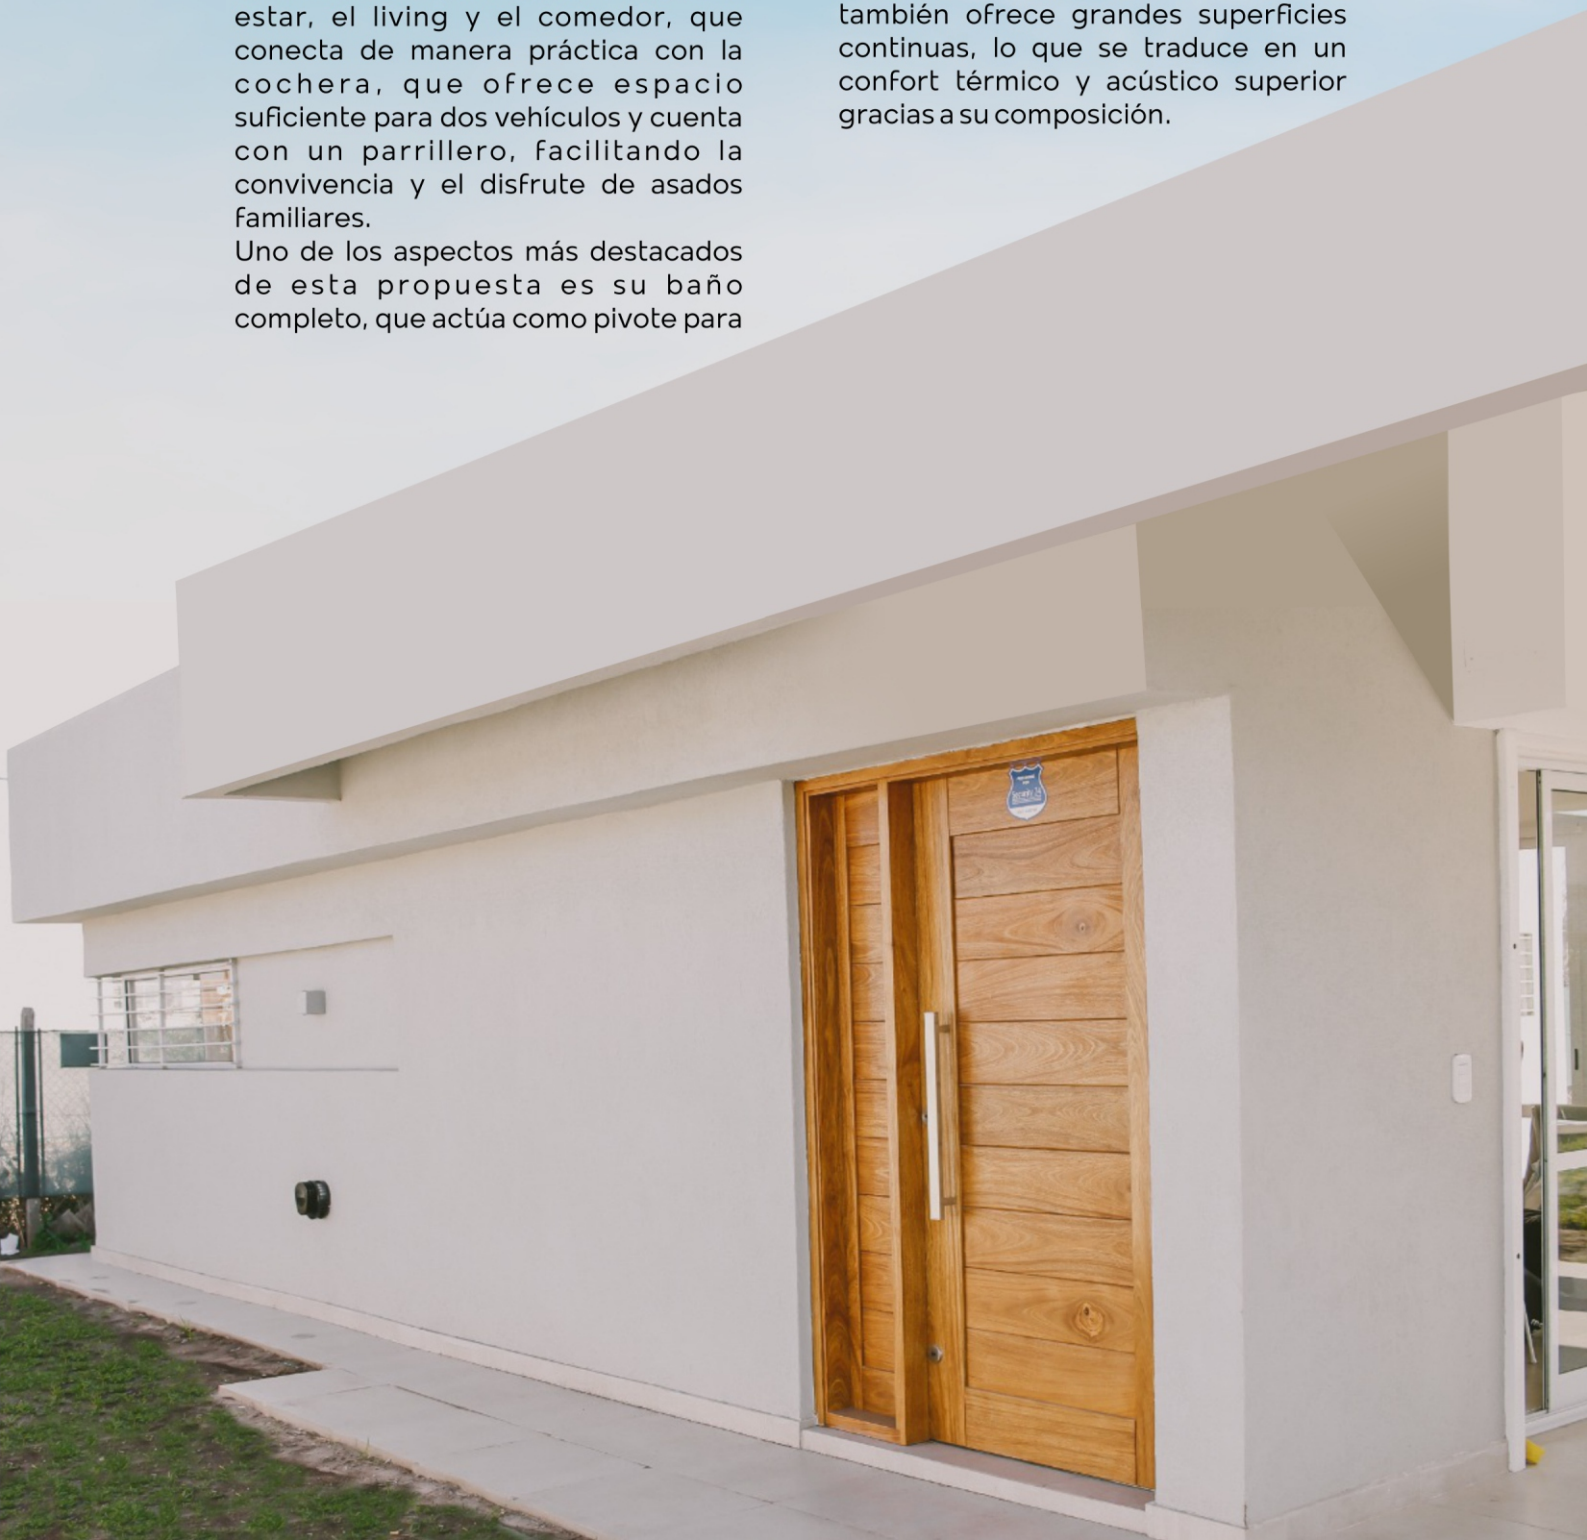 estar, el living y el comedor, que
conecta de manera práctica con la
cochera, que ofrece espacio
suficiente para dos vehículos y cuenta
con un parrillero, facilitando la
convivencia y el disfrute de asados
familiares.
Uno de los aspectos más destacados
de esta propuesta es su baño
completo, que actúa como pivote para
también ofrece grandes superficies
continuas, lo que se traduce en un
confort térmico y acústico superior
gracias a su composición.